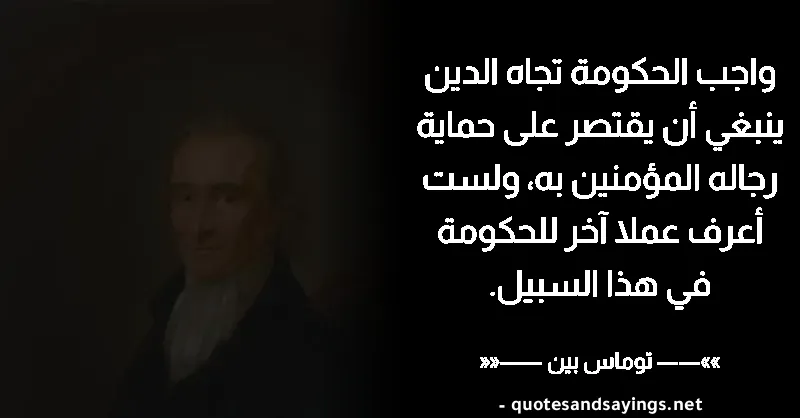 واجب الحكومة تجاه الدين
ينبغي أن يقتصر على حماية
رجاله المؤمنين به، ولست
أعرف عملا آخر للحكومة
في هذا السبيل.
»»—— توماس بين ——««
- quotesandsayings.net